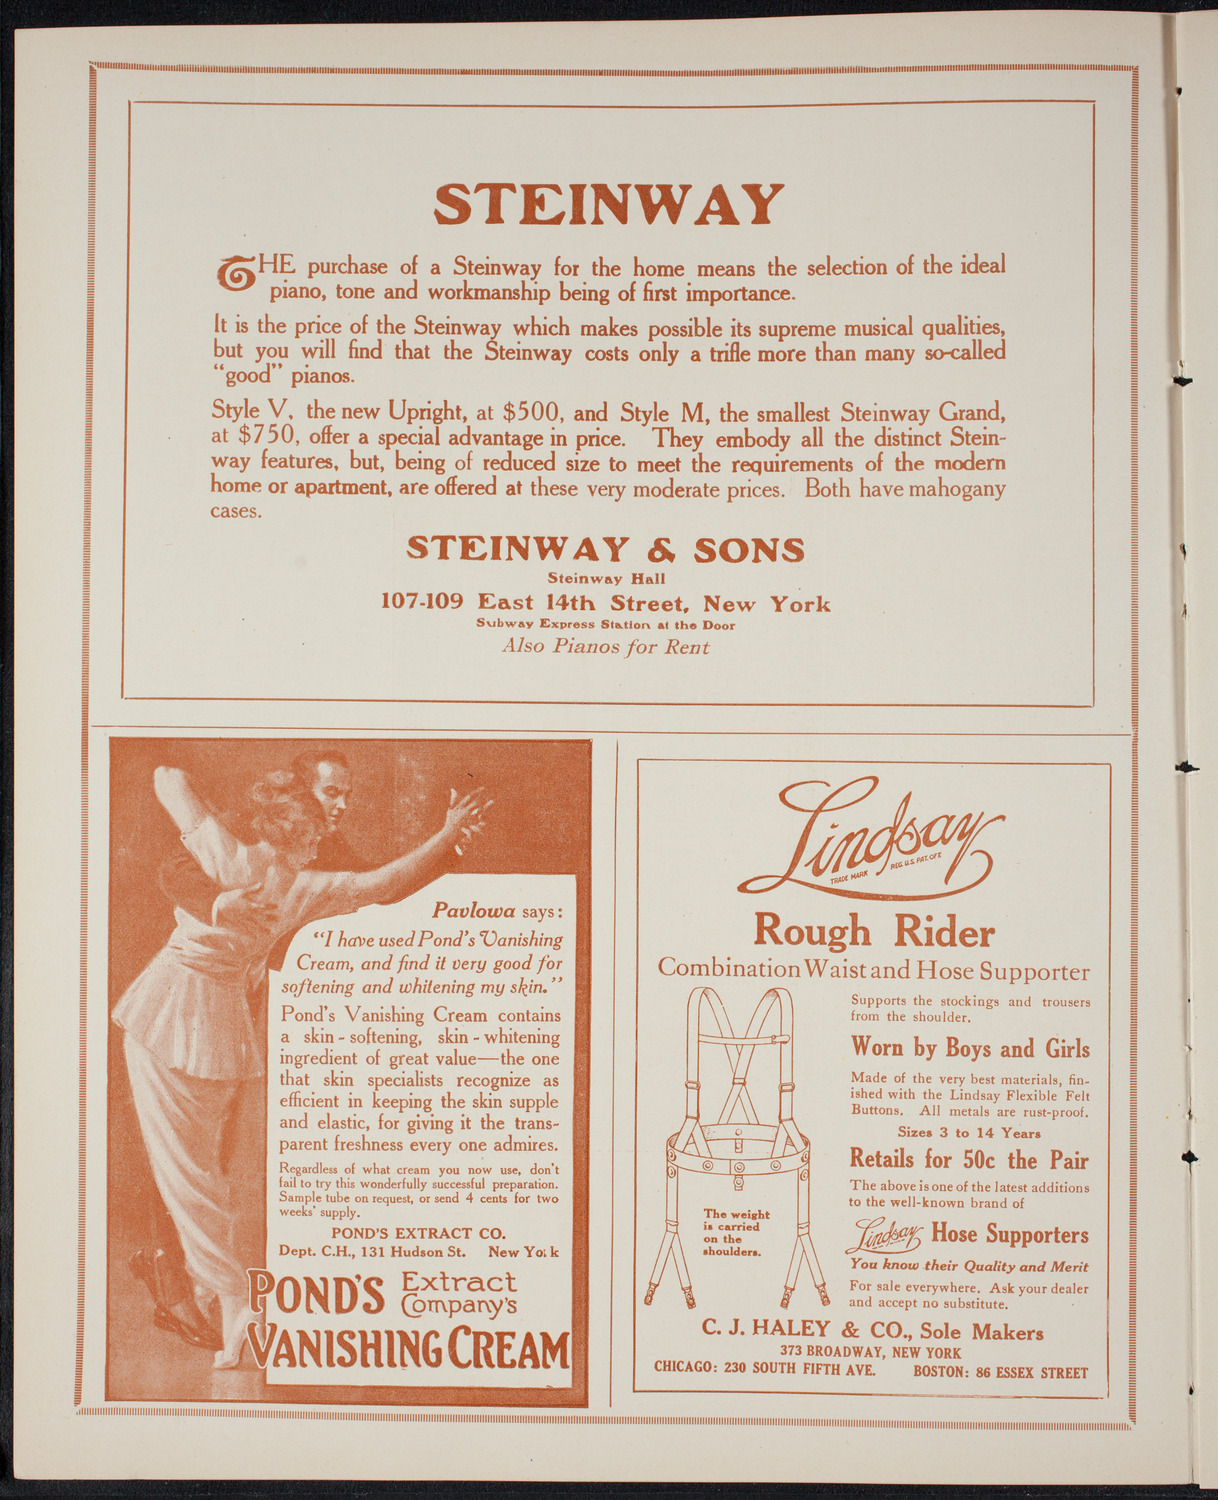 STEINWAY
THE purchase of a Steinway for the home means the selection of the ideal
piano, tone and workmanship being of first importance.
It is the price of the Steinway which makes possible its supreme musical qualities,
but you will find that the Steinway costs only a trifle more than many so-called
"good" pianos.
Style V, the new Upright, at $500, and Style M, the smallest Steinway Grand,
at $750, offer a special advantage in price. They embody all the distinct Stein-
way features, but, being of reduced size to meet the requirements of the modern
home or apartment, are offered at these very moderate prices. Both have mahogany
cases.
STEINWAY & SONS
Steinway Hall
107-109 East 14th Street, New York
Subway Express Station at the Door
Also Pianos for Rent
Pavlowa says:
"I have used Pond's Vanishing
Cream, and find it very good for
softening and whitening my skin."
Pond's Vanishing Cream contains
a skin-softening, skin-whitening
ingredient of great value—the one
that skin specialists recognize as
efficient in keeping the skin supple
and elastic, for giving it the trans-
parent freshness every one admires.
Regardless of what cream you now use, don't
fail to try this wonderfully successful preparation.
Sample tube on request, or send 4 cents for two
weeks' supply.
POND'S EXTRACT CO.
Dept. C.H., 131 Hudson St. New York
POND'S Extract
Company's
VANISHING CREAM
Lindsay
TRADE MARK REG. U.S. PAT. OFF.
Rough Rider
Combination Waist and Hose Supporter
Supports the stockings and trousers
from the shoulder.
Worn by Boys and Girls
Made of the very best materials, fin-
ished with the Lindsay Flexible Felt
Buttons. All metals are rust-proof.
Sizes 3 to 14 Years
Retails for 50c the Pair
The above is one of the latest additions
to the well-known brand of
Lindsay Hose Supporters
You know their Quality and Merit
For sale everywhere. Ask your dealer
and accept no substitute.
The weight
is carried
on the
shoulders.
C. J. HALEY & CO., Sole Makers
373 BROADWAY, NEW YORK
CHICAGO: 230 SOUTH FIFTH AVE. BOSTON: 86 ESSEX STREET